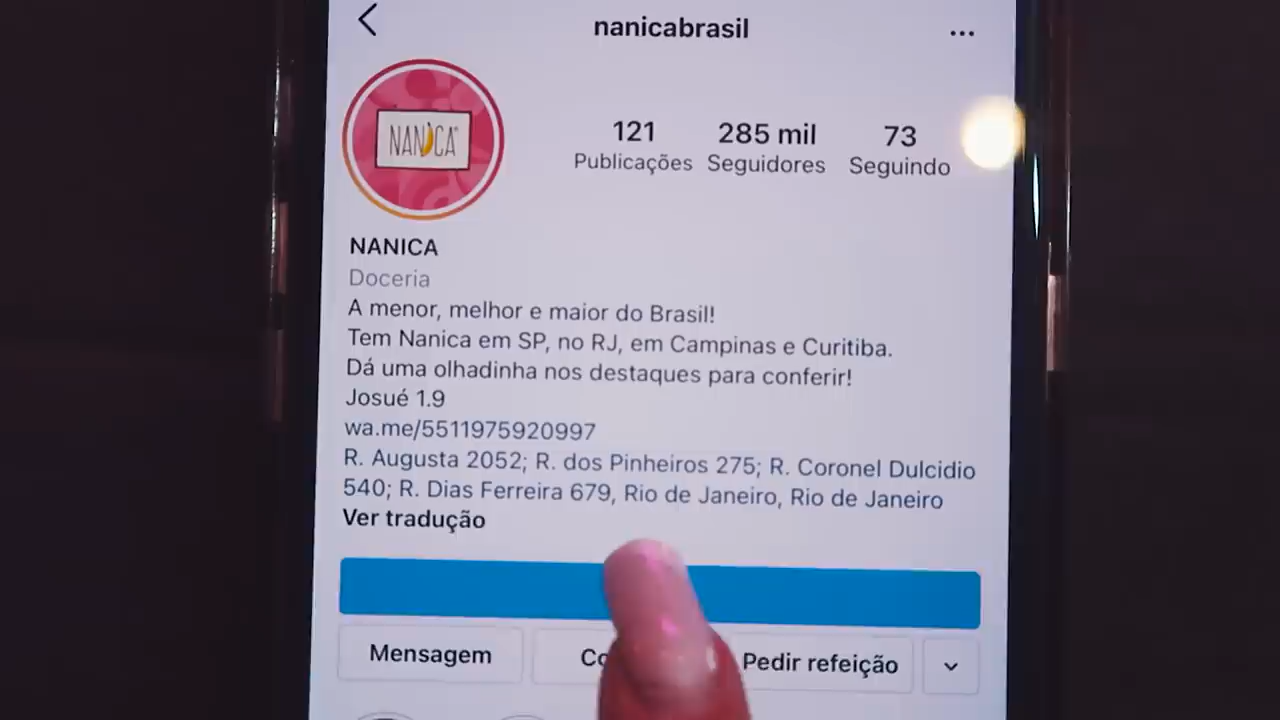 nanicabrasil
NANICA
121 285 mil 73
Publicações Seguidores Seguindo
NANICA
Doceria
A menor, melhor e maior do Brasil!
Tem Nanica em SP, no RJ, em Campinas e Curitiba.
Dá uma olhadinha nos destaques para conferir!
Josué 1.9
wa.me/5511975920997
R. Augusta 2052; R. dos Pinheiros 275; R. Coronel Dulcidio
540; R. Dias Ferreira 679, Rio de Janeiro, Rio de Janeiro
Ver tradução
Mensagem Pedir refeição